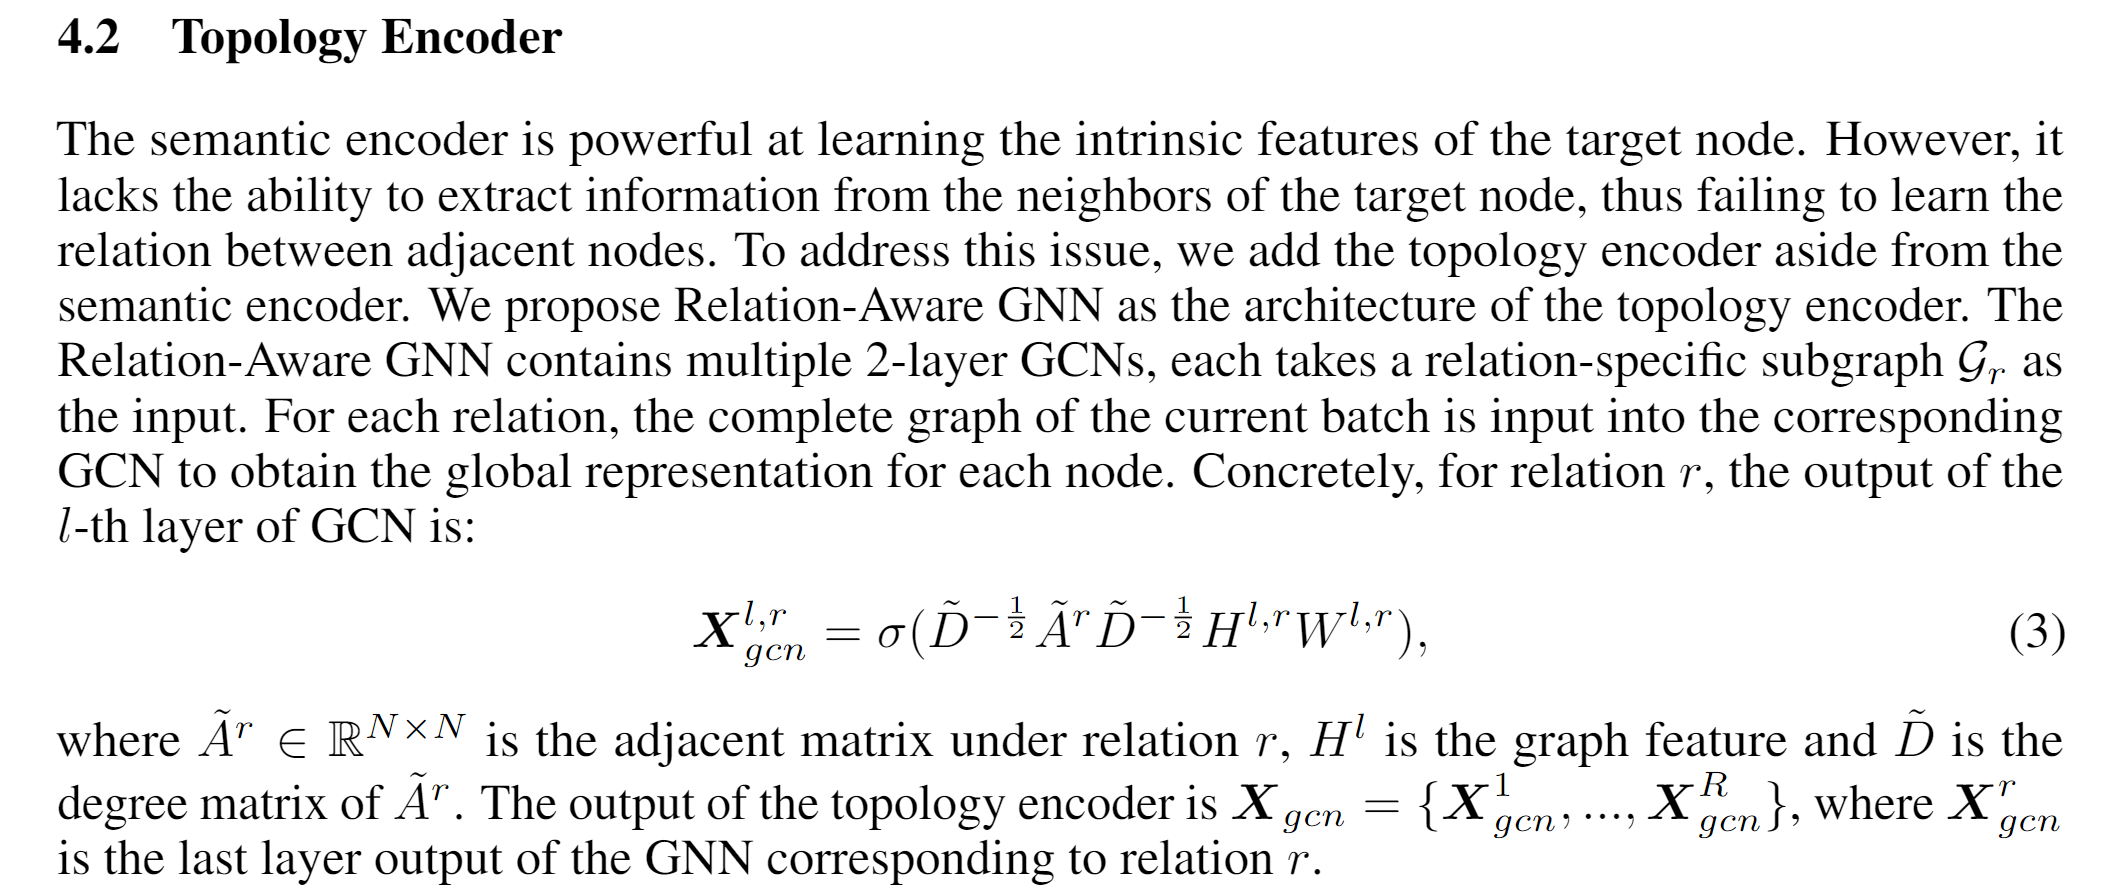 4.2 Topology Encoder
The semantic encoder is powerful at learning the intrinsic features of the target node. However, it
lacks the ability to extract information from the neighbors of the target node, thus failing to learn the
relation between adjacent nodes. To address this issue, we add the topology encoder aside from the
semantic encoder. We propose Relation-Aware GNN as the architecture of the topology encoder. The
Relation-Aware GNN contains multiple 2-layer GCNs, each takes a relation-specific subgraph $\mathcal{G}_r$ as
the input. For each relation, the complete graph of the current batch is input into the corresponding
GCN to obtain the global representation for each node. Concretely, for relation $r$, the output of the
$l$-th layer of GCN is:
$\boldsymbol{X}_{gcn}^{l,r} = \sigma(\tilde{D}^{-\frac{1}{2}} \tilde{A}^r \tilde{D}^{-\frac{1}{2}} H^{l,r} W^{l,r}),$ (3)
where $\tilde{A}^r \in \mathbb{R}^{N \times N}$ is the adjacent matrix under relation $r$, $H^l$ is the graph feature and $\tilde{D}$ is the
degree matrix of $\tilde{A}^r$. The output of the topology encoder is $\boldsymbol{X}_{gcn} = \{\boldsymbol{X}_{gcn}^1, ..., \boldsymbol{X}_{gcn}^R\}$, where $\boldsymbol{X}_{gcn}^r$
is the last layer output of the GNN corresponding to relation $r$.